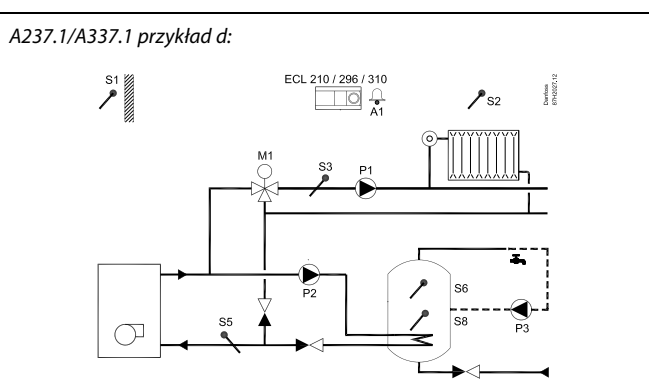 A237.1/A337.1 przykład d:
S1
ECL 210 / 296 / 310
A1
S2
Danfoss
87H2027.12
M1
S3
P1
P2
S6
S8
P3
S5